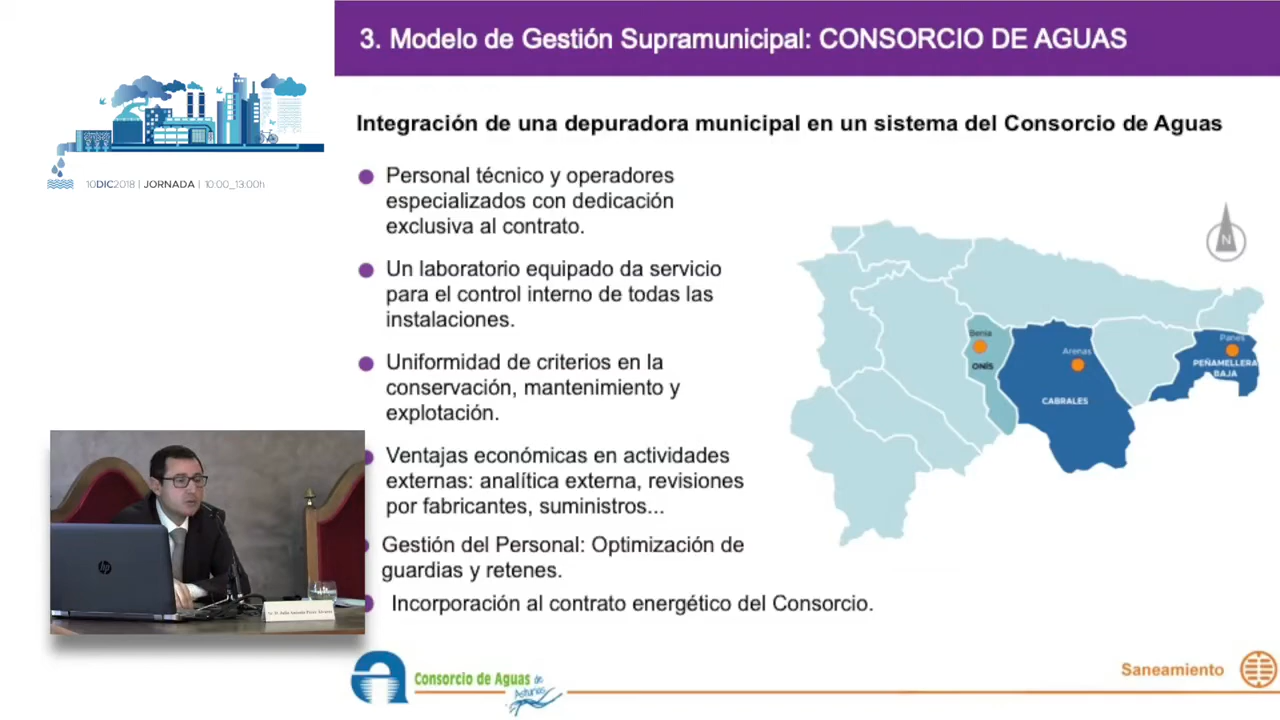 3. Modelo de Gestión Supramunicipal: CONSORCIO DE AGUAS
10DIC2018 | JORNADA | 10:00_13:00h
Integración de una depuradora municipal en un sistema del Consorcio de Aguas
Personal técnico y operadores
especializados con dedicación
exclusiva al contrato.
Un laboratorio equipado da servicio
para el control interno de todas las
instalaciones.
Uniformidad de criterios en la
conservación, mantenimiento y
explotación.
Ventajas económicas en actividades
externas: analítica externa, revisiones
por fabricantes, suministros...
Gestión del Personal: Optimización de
guardias y retenes.
Incorporación al contrato energético del Consorcio.
N
Benia
ONÍS
Arenas
CABRALES
Panes
PEÑAMELLERA
BAJA
hp
Consorcio de Aguas de
Asturias
Saneamiento